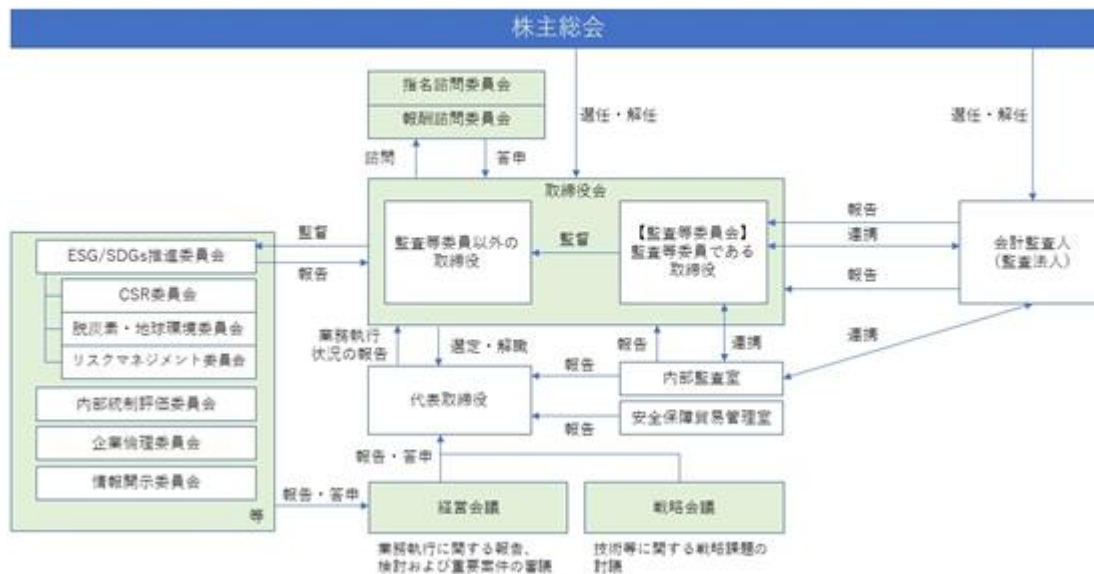 株主総会
指名諮問委員会
報酬諮問委員会
選任・解任
選任・解任
諮問
答申
取締役会
監査等委員以外の
取締役
監督
【監査等委員会】
監査等委員である
取締役
報告
連携
報告
会計監査人
(監査法人)
監督
報告
ESG/SDGs推進委員会
CSR委員会
脱炭素・地球環境委員会
リスクマネジメント委員会
内部統制評価委員会
企業倫理委員会
情報開示委員会
等
業務執行
状況の報告
選定・解職
報告
連携
連携
代表取締役
報告
内部監査室
報告
安全保障貿易管理室
報告・答申
報告・答申
経営会議
戦略会議
業務執行に関する報告、
検討および重要案件の審議
技術等に関する戦略課題の
討議